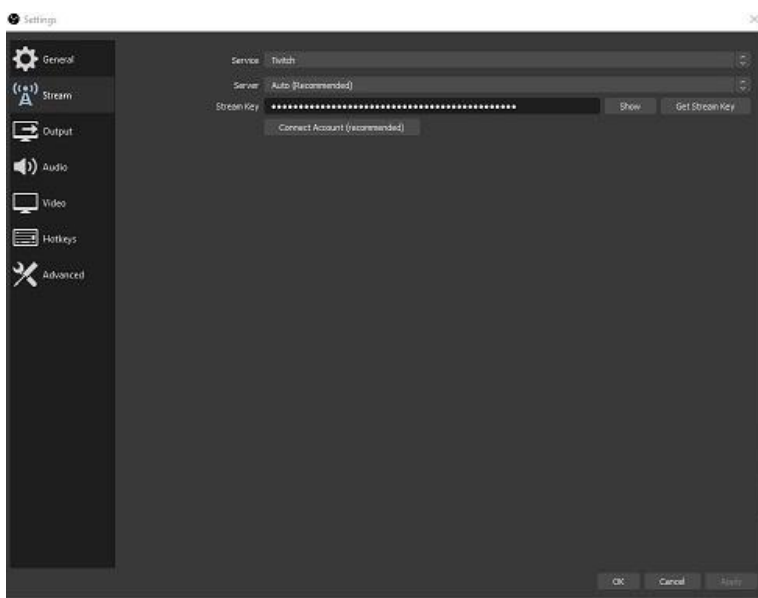 Settings
General
Stream
Output
Audio
Video
Hotkeys
Advanced
Service Twitch
Server Auto (Recommended)
Stream Key ●●●●●●●●●●●●●●●●●●●●●●●●●●●●●●●●●●●●●●●●●●●● Show Get Stream Key
Connect Account (recommended)
OK Cancel Apply